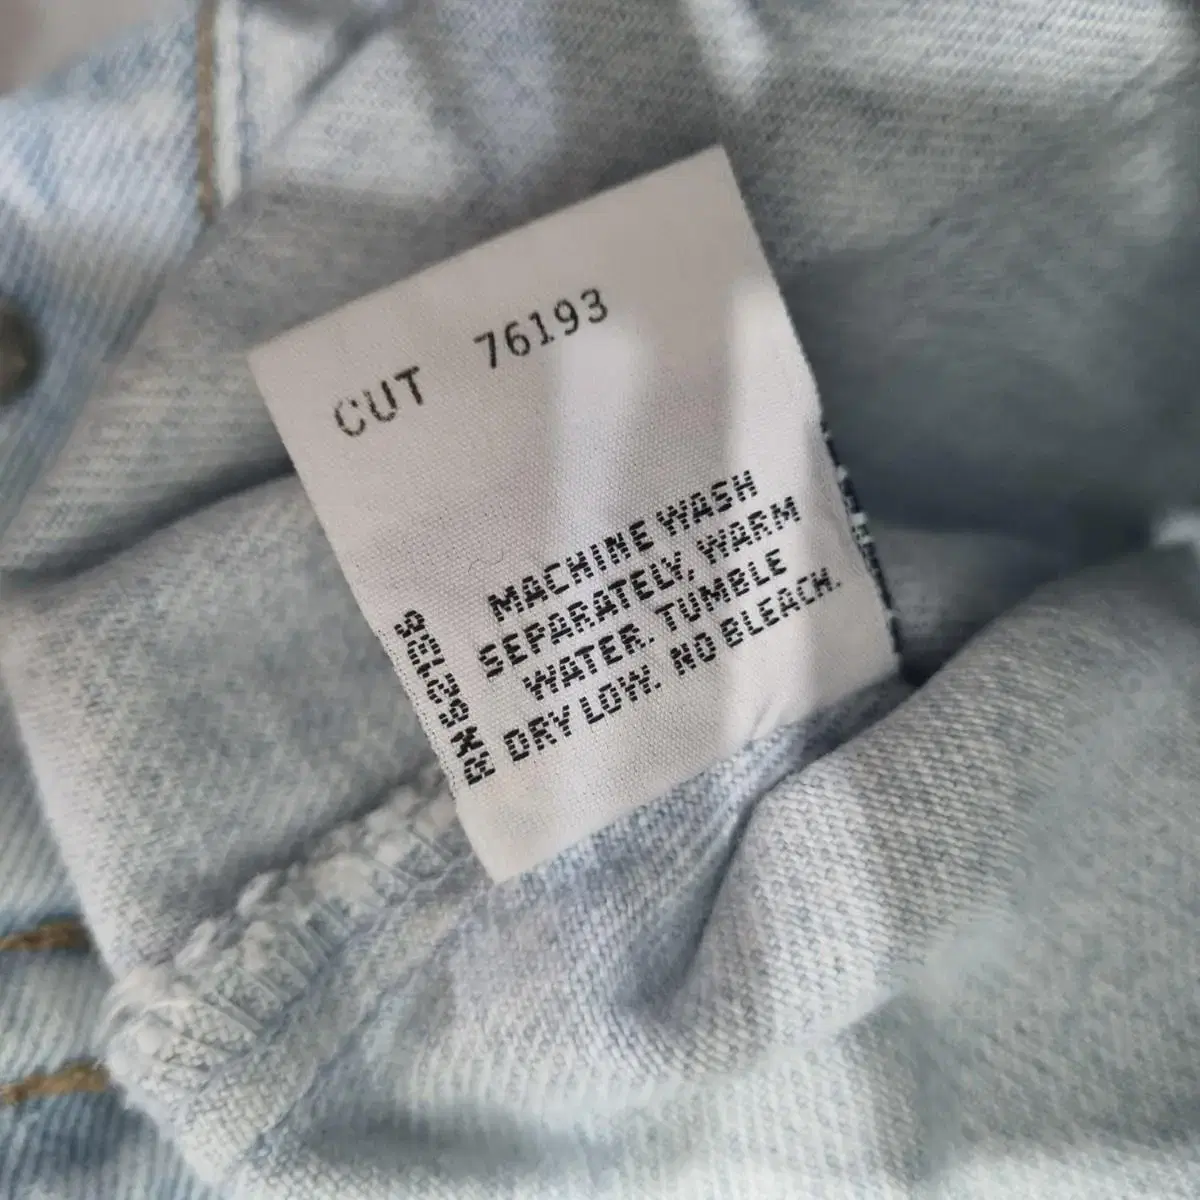 CUT 76193
MACHINE WASH
SEPARATELY, WARM
WATER. TUMBLE
DRY LOW. NO BLEACH.